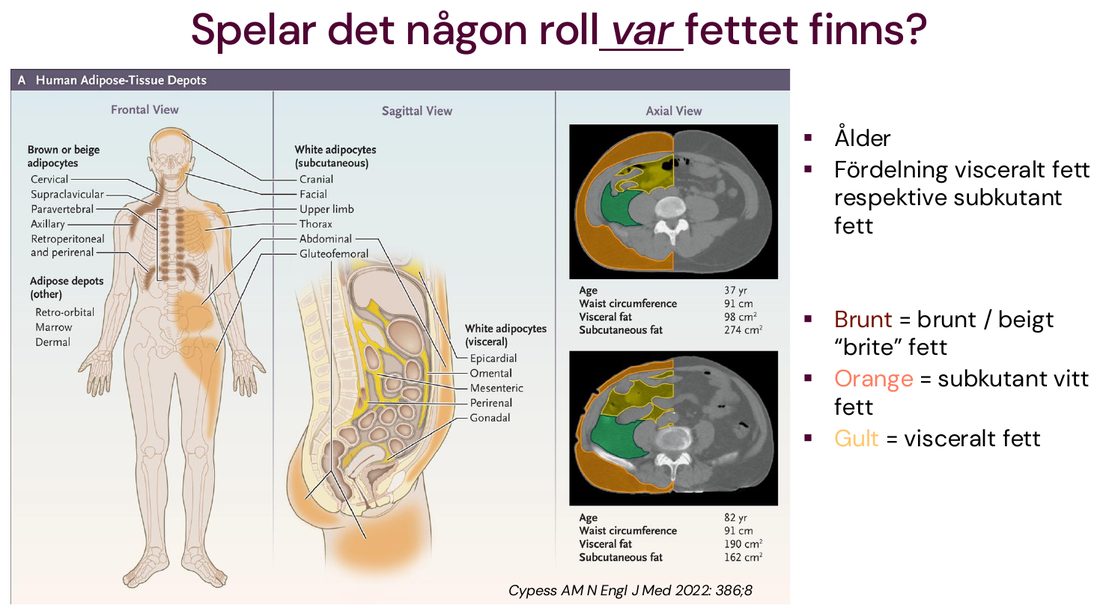 Spelar det någon roll var fettet finns?
A Human Adipose-Tissue Depots
Frontal View
Brown or beige
adipocytes
Cervical
Supraclavicular
Paravertebral
Axillary
Retroperitoneal
and perirenal
Adipose depots
(other)
Retro-orbital
Marrow
Dermal
Sagittal View
White adipocytes
(subcutaneous)
Cranial
Facial
Upper limb
Thorax
Abdominal
Gluteofemoral
White adipocytes
(visceral)
Epicardial
Omental
Mesenteric
Perirenal
Gonadal
Axial View
Age 37 yr
Waist circumference 91 cm
Visceral fat 98 cm²
Subcutaneous fat 274 cm²
Age 82 yr
Waist circumference 91 cm
Visceral fat 190 cm²
Subcutaneous fat 162 cm²
Cypess AM N Engl J Med 2022: 386;8
▪ Ålder
▪ Fördelning visceralt fett
respektive subkutant
fett
▪ Brunt = brunt / beigt
“brite” fett
▪ Orange = subkutant vitt
fett
▪ Gult = visceralt fett